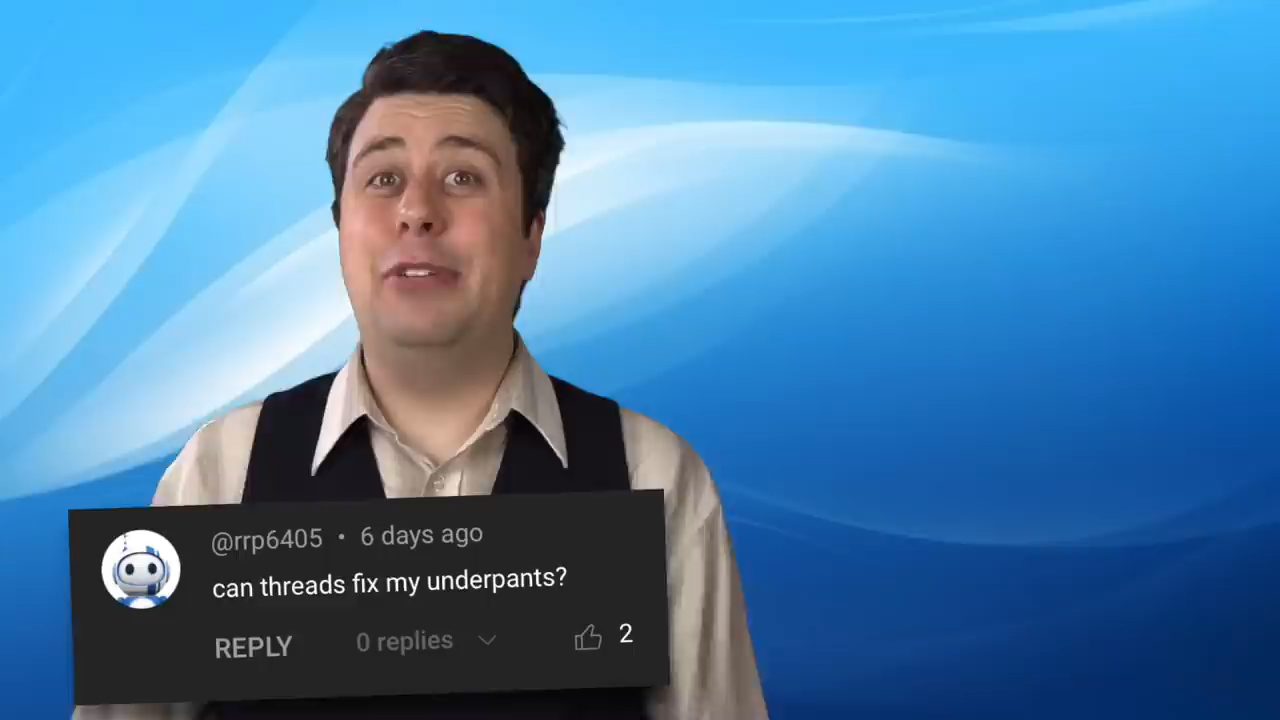 @rrp6405 • 6 days ago
can threads fix my underpants?
REPLY 0 replies 2